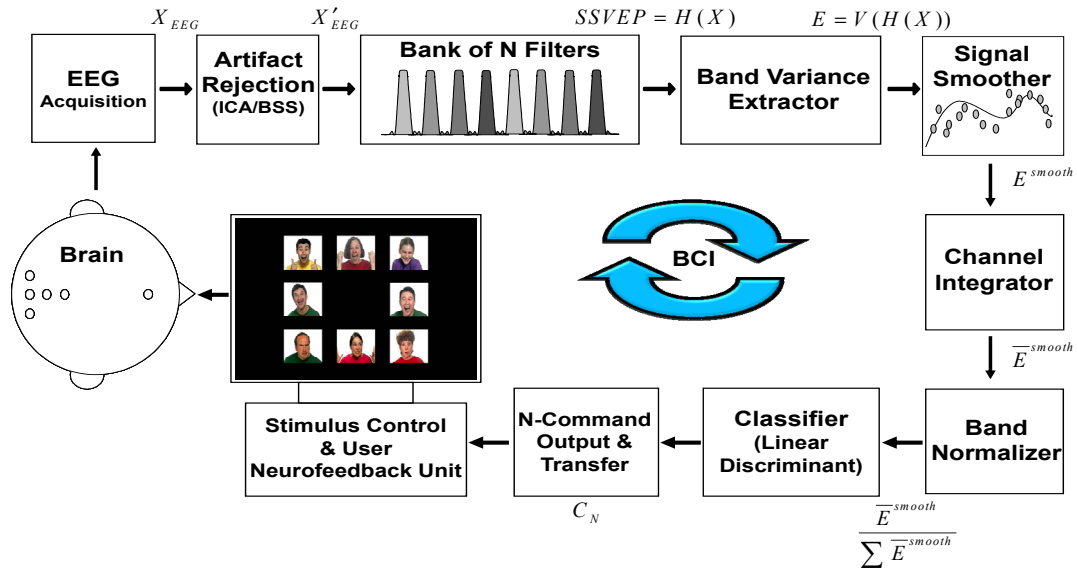 X_EEG
X'_EEG
SSVEP = H(X)
E = V(H(X))
EEG
Acquisition
Artifact
Rejection
(ICA/BSS)
Bank of N Filters
Band Variance
Extractor
Signal
Smoother
E^smooth
Brain
BCI
Channel
Integrator
E̅^smooth
Stimulus Control
& User
Neurofeedback Unit
N-Command
Output &
Transfer
Classifier
(Linear
Discriminant)
Band
Normalizer
C_N
E̅^smooth
∑ E̅^smooth